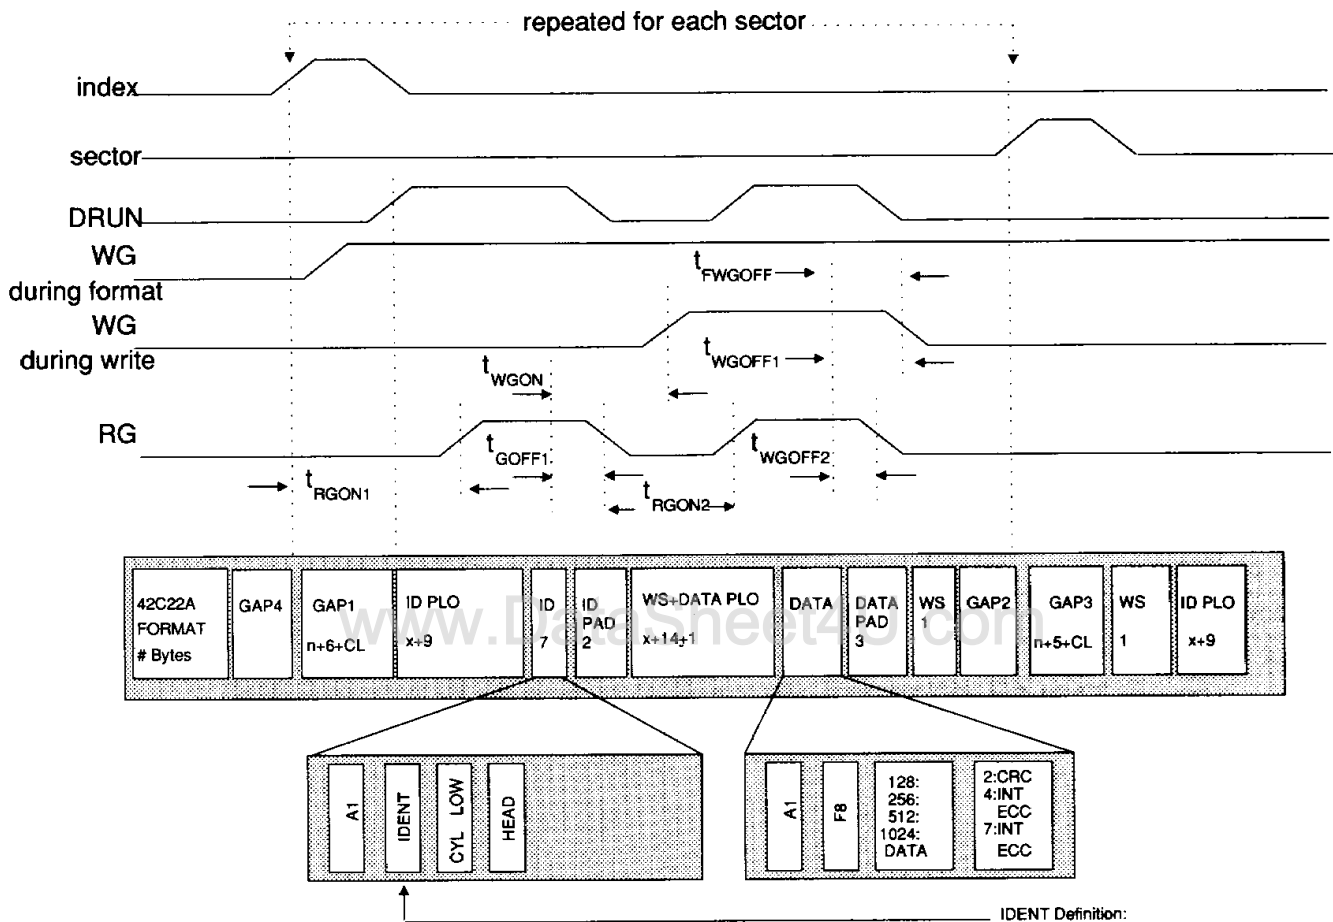 repeated for each sector
index
sector
DRUN
WG
during format
tFWGOFF
WG
during write
tWGON
tWGOFF1
RG
tGOFF1
tWGOFF2
tRGON1
tRGON2
42C22A
FORMAT
# Bytes
GAP4
GAP1
n+6+CL
ID PLO
x+9
ID
7
ID
PAD
2
WS+DATA PLO
x+14+1
DATA
DATA
PAD
3
WS
1
GAP2
GAP3
n+5+CL
WS
1
ID PLO
x+9
www.DataSheet4U.com
A1
IDENT
CYL LOW
HEAD
A1
F8
128:
256:
512:
1024:
DATA
2:CRC
4:INT
ECC
7:INT
ECC
IDENT Definition: